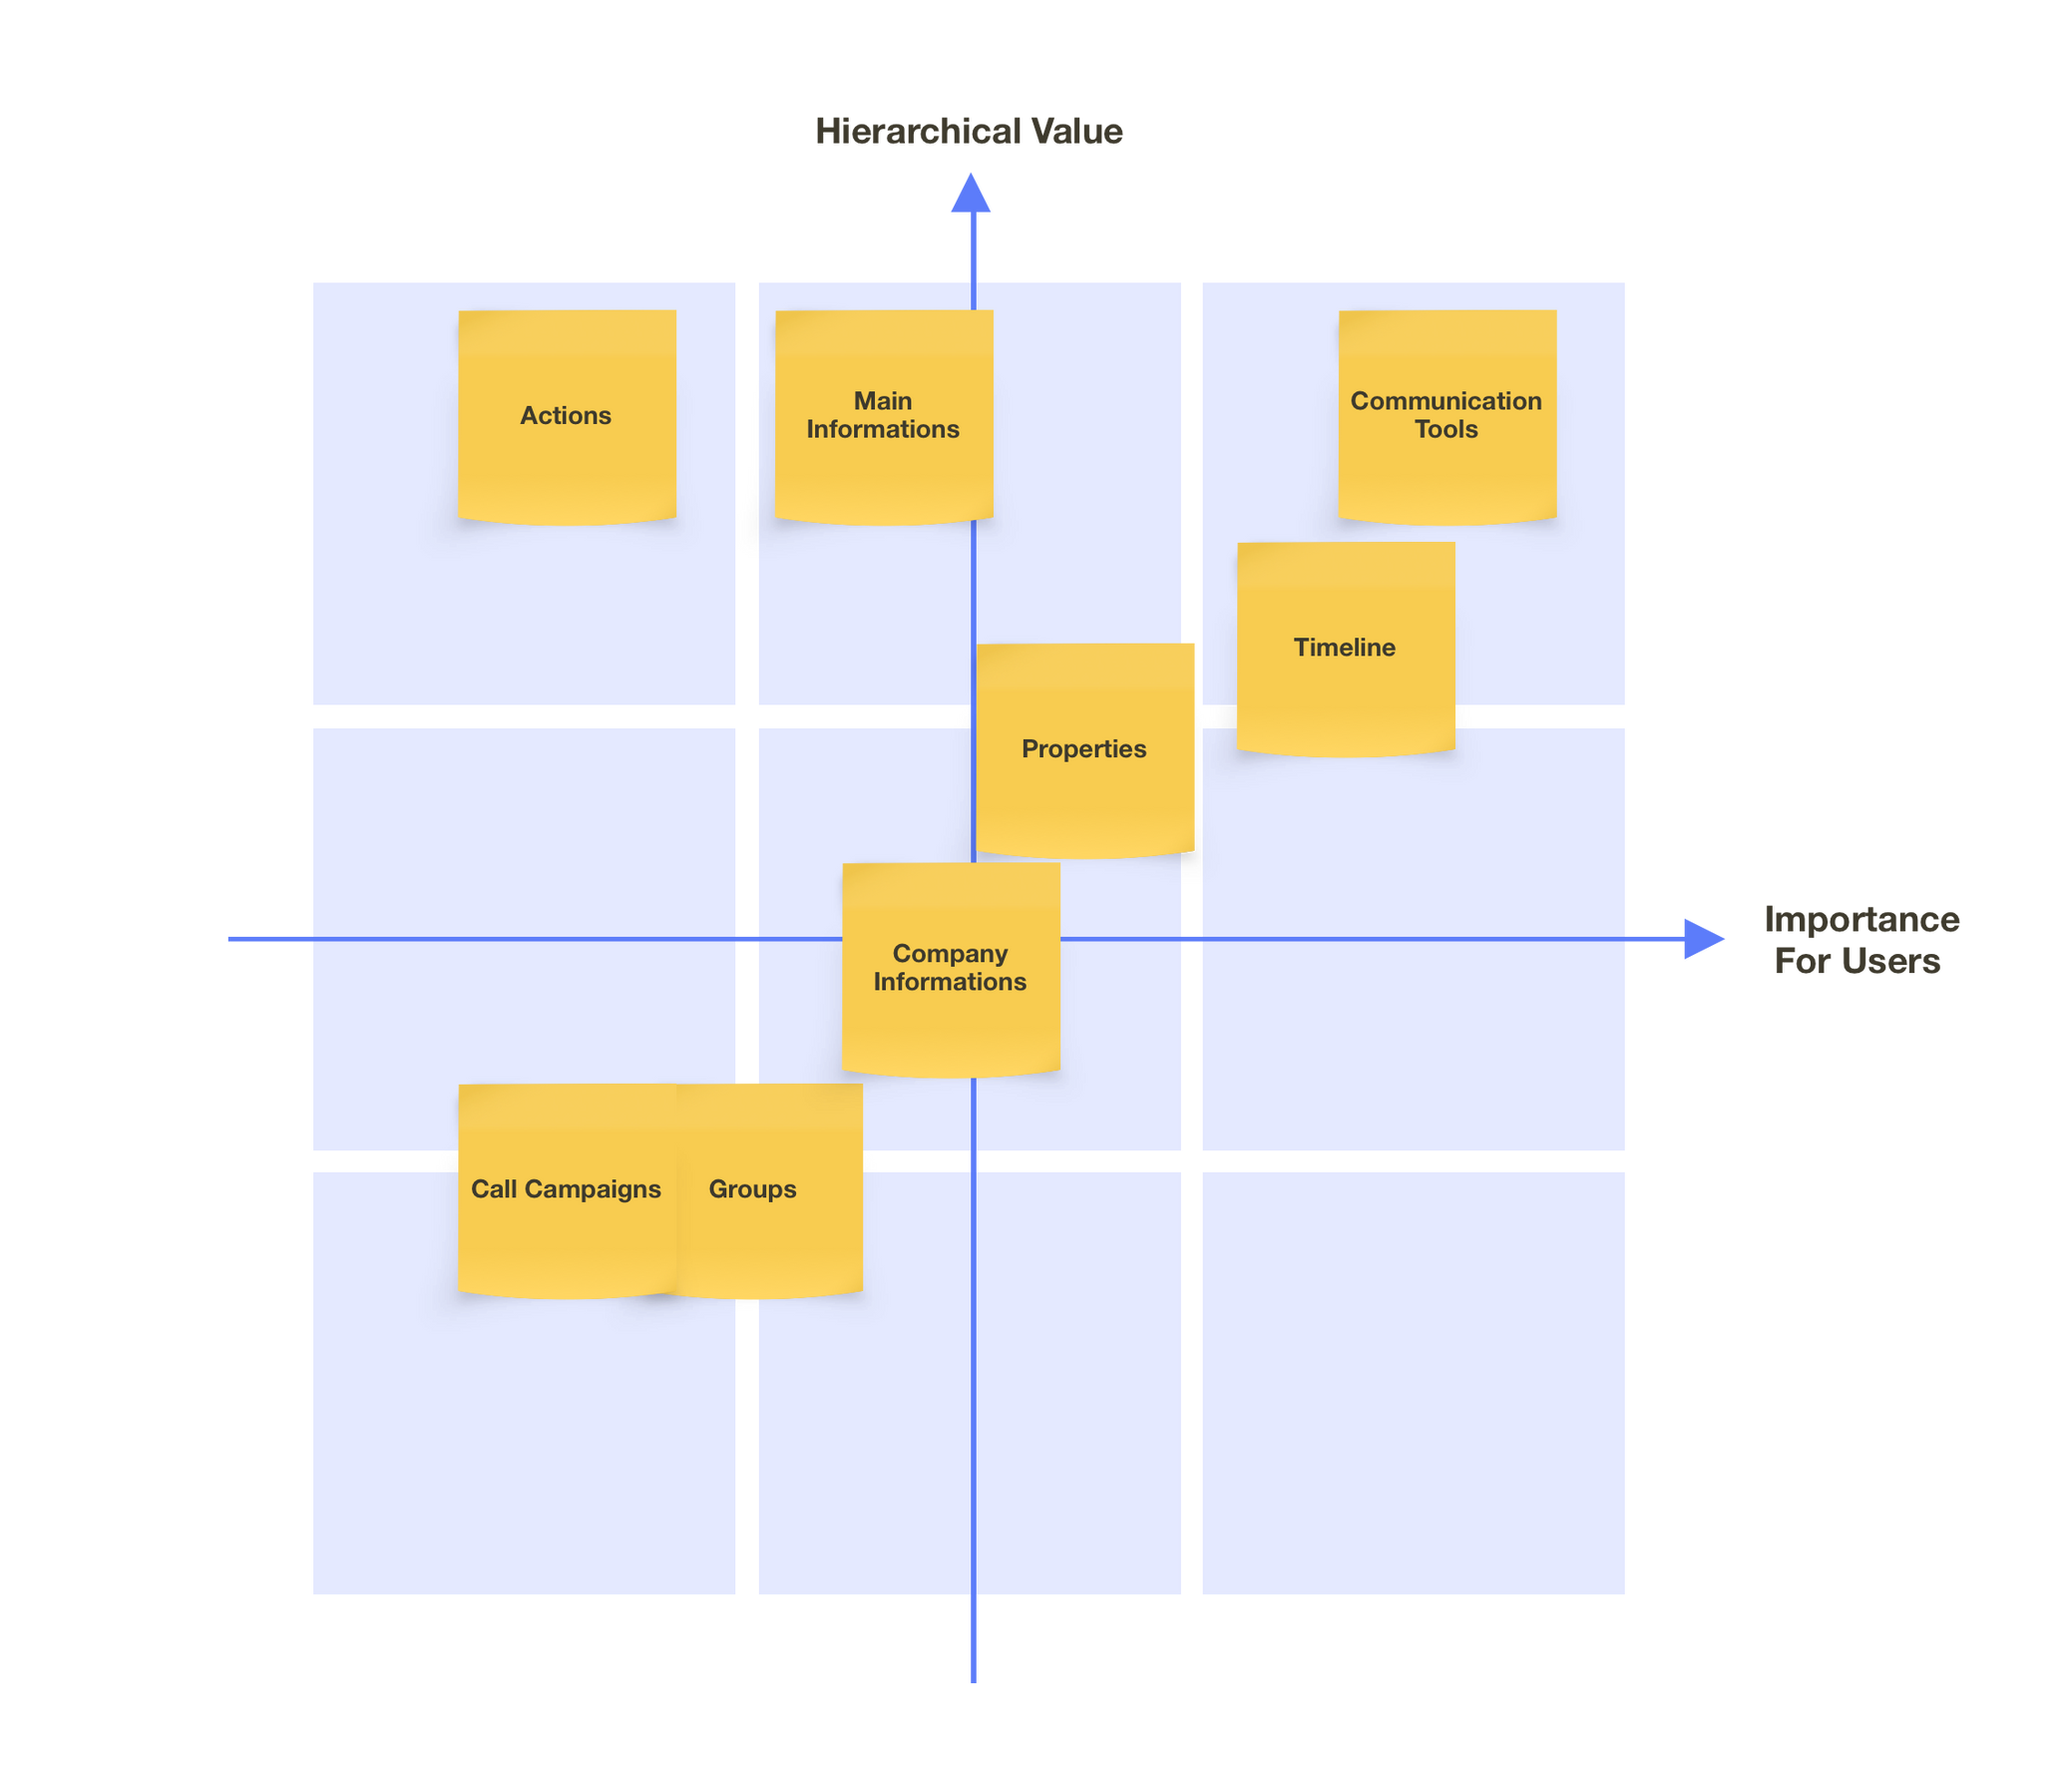 Hierarchical Value
Actions
Main
Informations
Communication
Tools
Timeline
Properties
Importance
For Users
Company
Informations
Call Campaigns
Groups